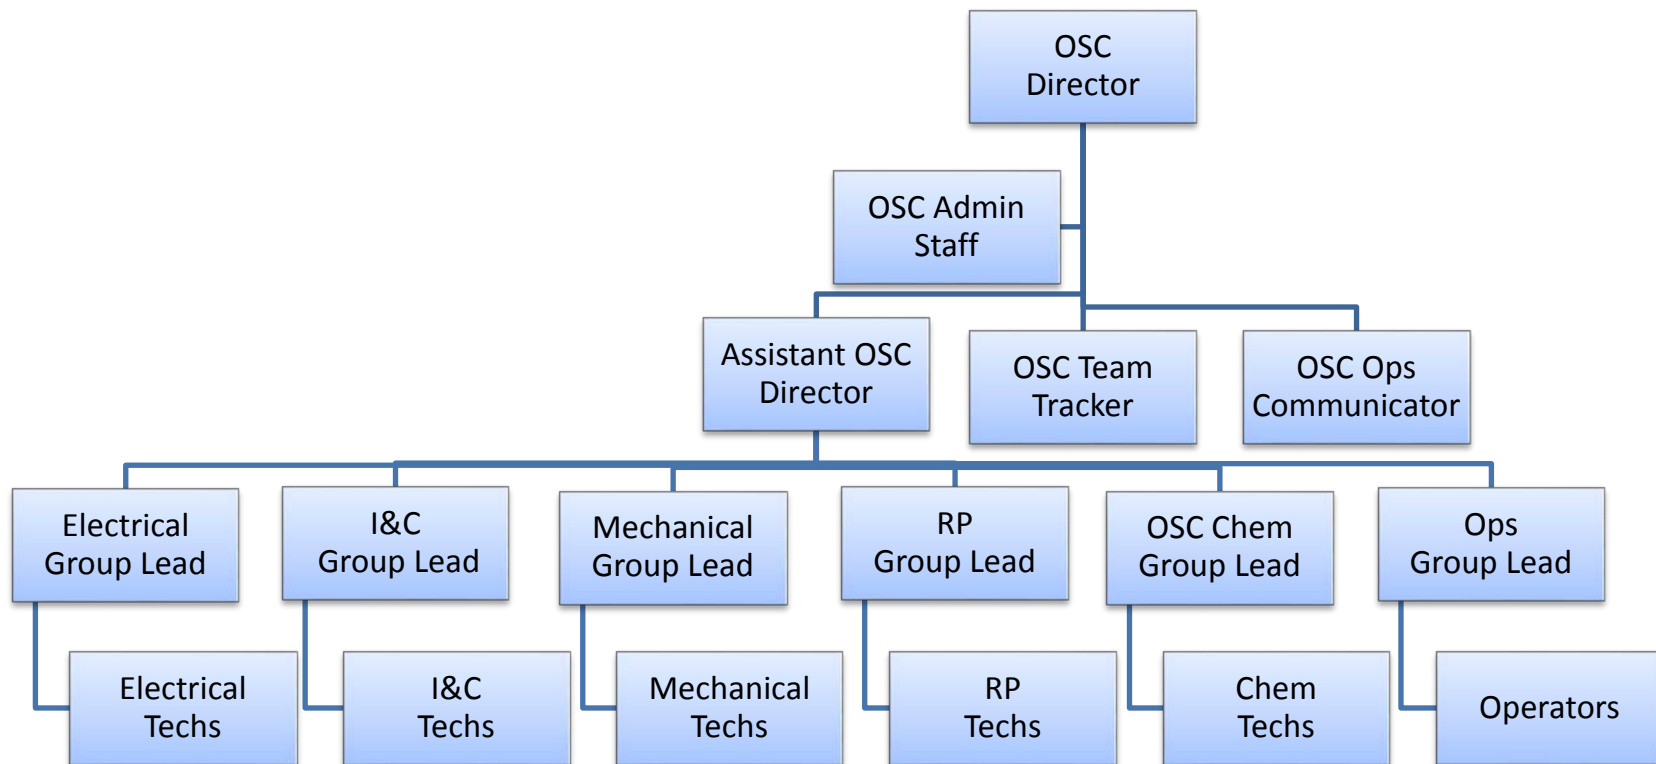 OSC
Director
OSC Admin
Staff
Assistant OSC
Director
OSC Team
Tracker
OSC Ops
Communicator
Electrical
Group Lead
I&C
Group Lead
Mechanical
Group Lead
RP
Group Lead
OSC Chem
Group Lead
Ops
Group Lead
Electrical
Techs
I&C
Techs
Mechanical
Techs
RP
Techs
Chem
Techs
Operators